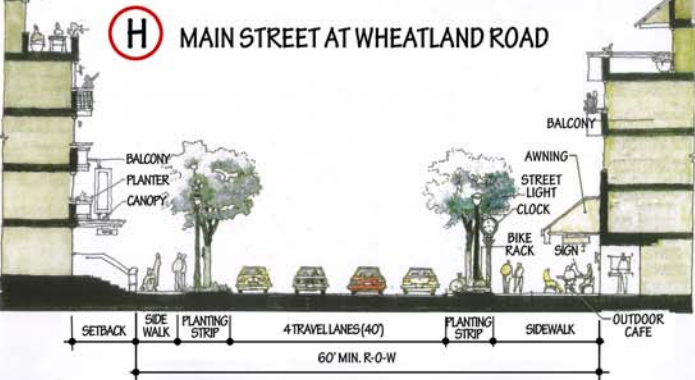 H
MAIN STREET AT WHEATLAND ROAD
BALCONY
PLANTER
CANOPY
BALCONY
AWNING
STREET
LIGHT
CLOCK
BIKE
RACK
SIGN
OUTDOOR
CAFE
SETBACK
SIDE
WALK
PLANTING
STRIP
4 TRAVEL LANES (40')
PLANTING
STRIP
SIDEWALK
60' MIN. R-O-W